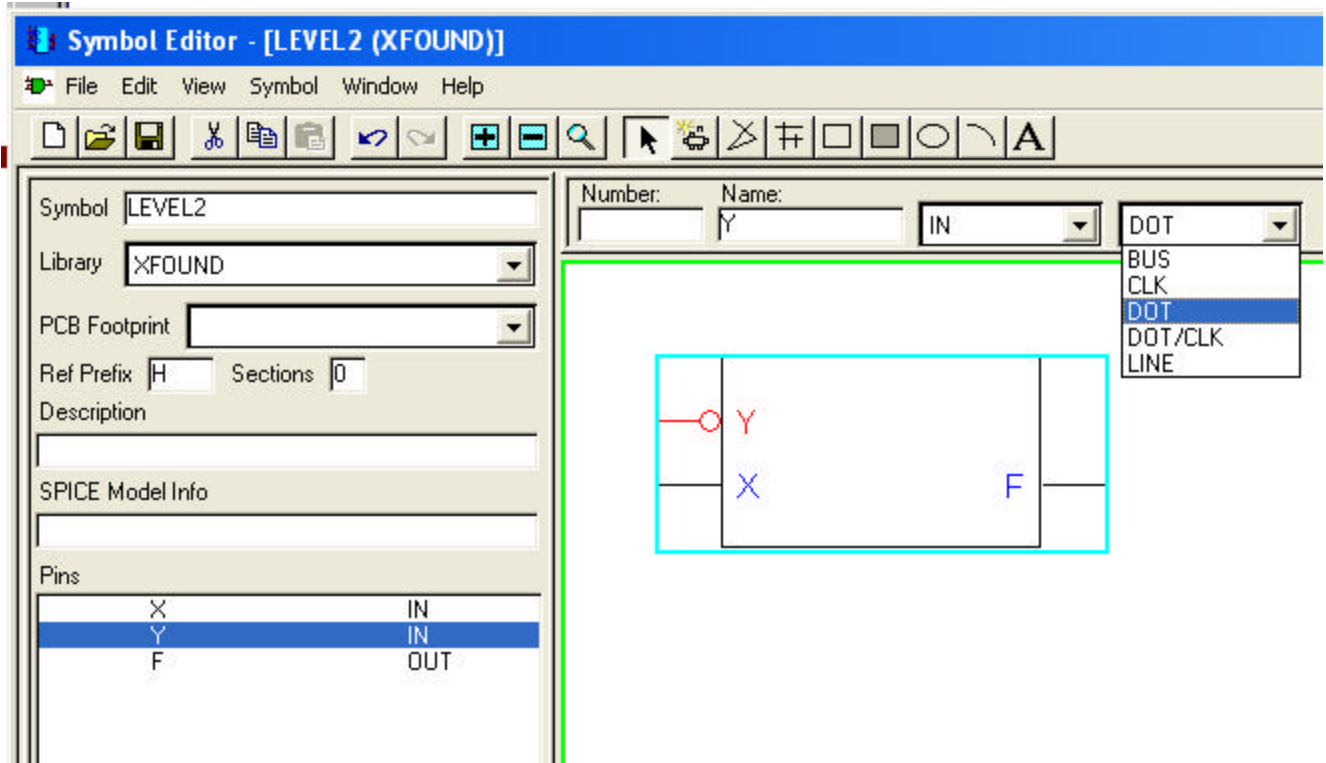 Symbol Editor - [LEVEL2 (XFOUND)]
File Edit View Symbol Window Help
A
Symbol LEVEL2
Library XFOUND
PCB Footprint
Ref Prefix H Sections 0
Description
SPICE Model Info
Pins
X IN
Y IN
F OUT
Number: Name:
Y IN DOT
BUS
CLK
DOT
DOT/CLK
LINE
Y
X F